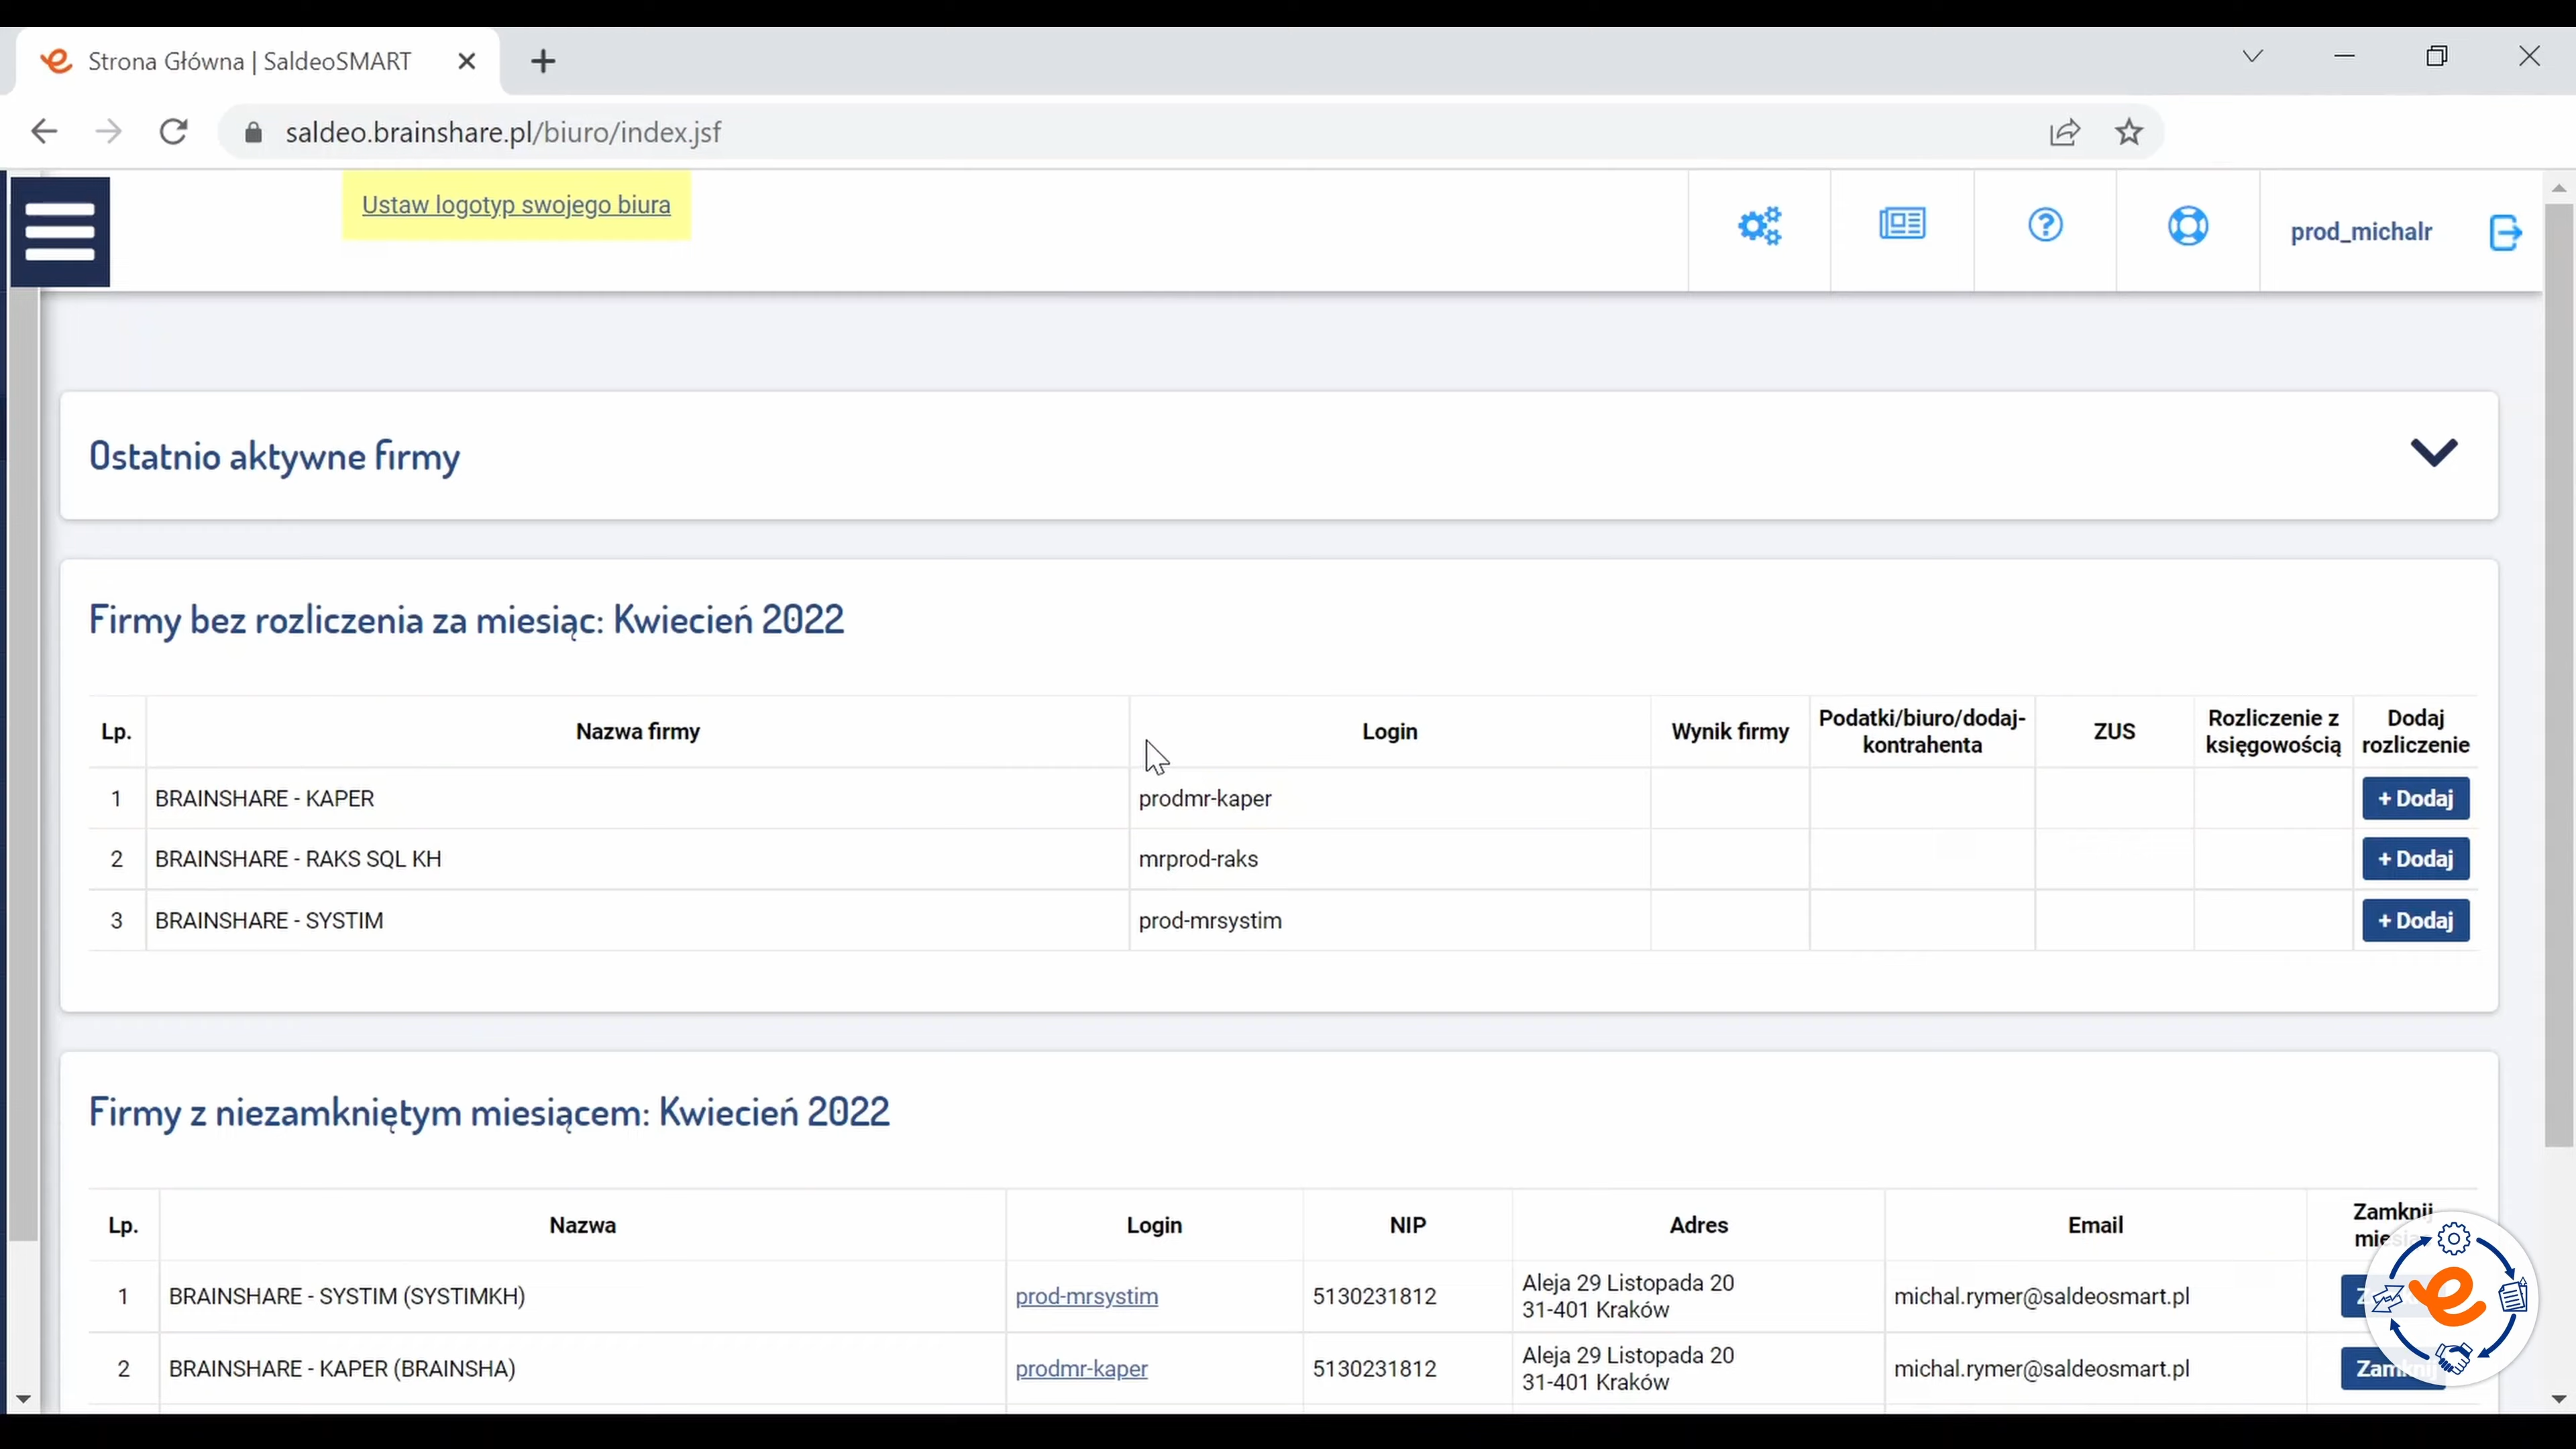 Strona Główna | SaldeoSMART
saldeo.brainshare.pl/biuro/index.jsf
Ustaw logotyp swojego biura
prod_michalr
Ostatnio aktywne firmy
Firmy bez rozliczenia za miesiąc: Kwiecień 2022
Lp. Nazwa firmy Login Wynik firmy Podatki/biuro/dodaj-kontrahenta ZUS Rozliczenie z księgowością Dodaj rozliczenie
1 BRAINSHARE - KAPER prodmr-kaper + Dodaj
2 BRAINSHARE - RAKS SQL KH mrprod-raks + Dodaj
3 BRAINSHARE - SYSTIM prod-mrsystim + Dodaj
Firmy z niezamkniętym miesiącem: Kwiecień 2022
Lp. Nazwa Login NIP Adres Email Zamknij
1 BRAINSHARE - SYSTIM (SYSTIMKH) prod-mrsystim 5130231812 Aleja 29 Listopada 20 31-401 Kraków michal.rymer@saldeosmart.pl
2 BRAINSHARE - KAPER (BRAINSHA) prodmr-kaper 5130231812 Aleja 29 Listopada 20 31-401 Kraków michal.rymer@saldeosmart.pl Zamknij